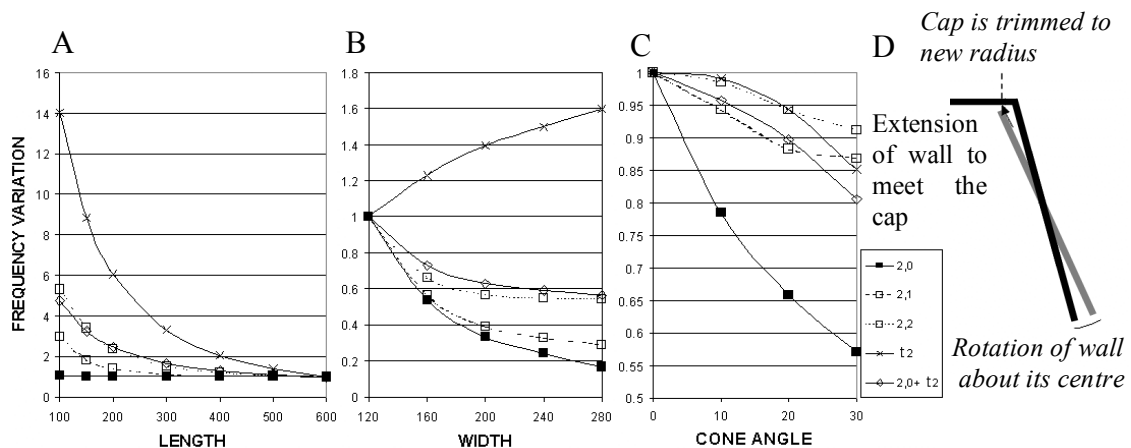 A
B
C
D
Cap is trimmed to
new radius
FREQUENCY VARIATION
16
14
12
10
8
6
4
2
0
100 200 300 400 500 600
LENGTH
1.8
1.6
1.4
1.2
1
0.8
0.6
0.4
0.2
0
120 160 200 240 280
WIDTH
1
0.95
0.9
0.85
0.8
0.75
0.7
0.65
0.6
0.55
0.5
0 10 20 30
CONE ANGLE
Extension
of wall to
meet the
cap
2,0
2,1
2,2
t2
2,0+ t2
Rotation of wall
about its centre